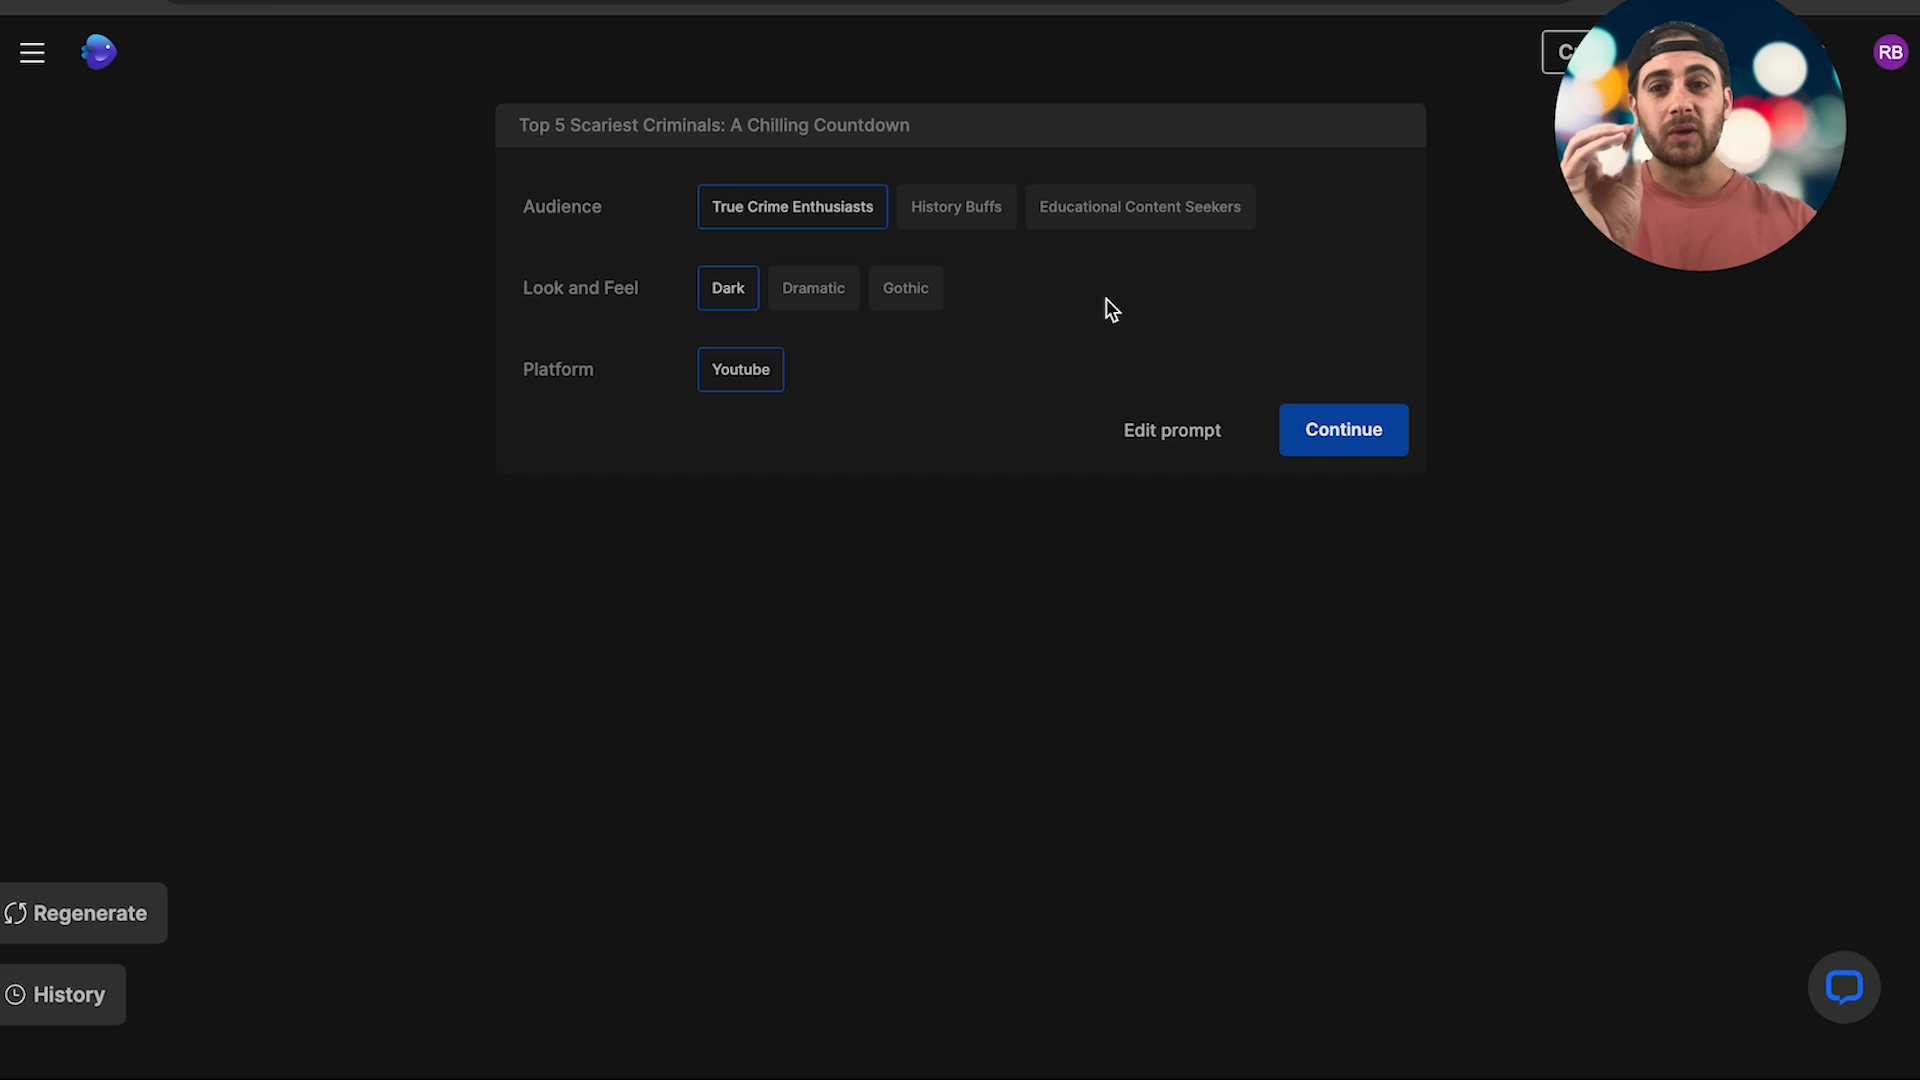 RB
Top 5 Scariest Criminals: A Chilling Countdown
Audience True Crime Enthusiasts History Buffs Educational Content Seekers
Look and Feel Dark Dramatic Gothic
Platform Youtube
Edit prompt Continue
Regenerate
History